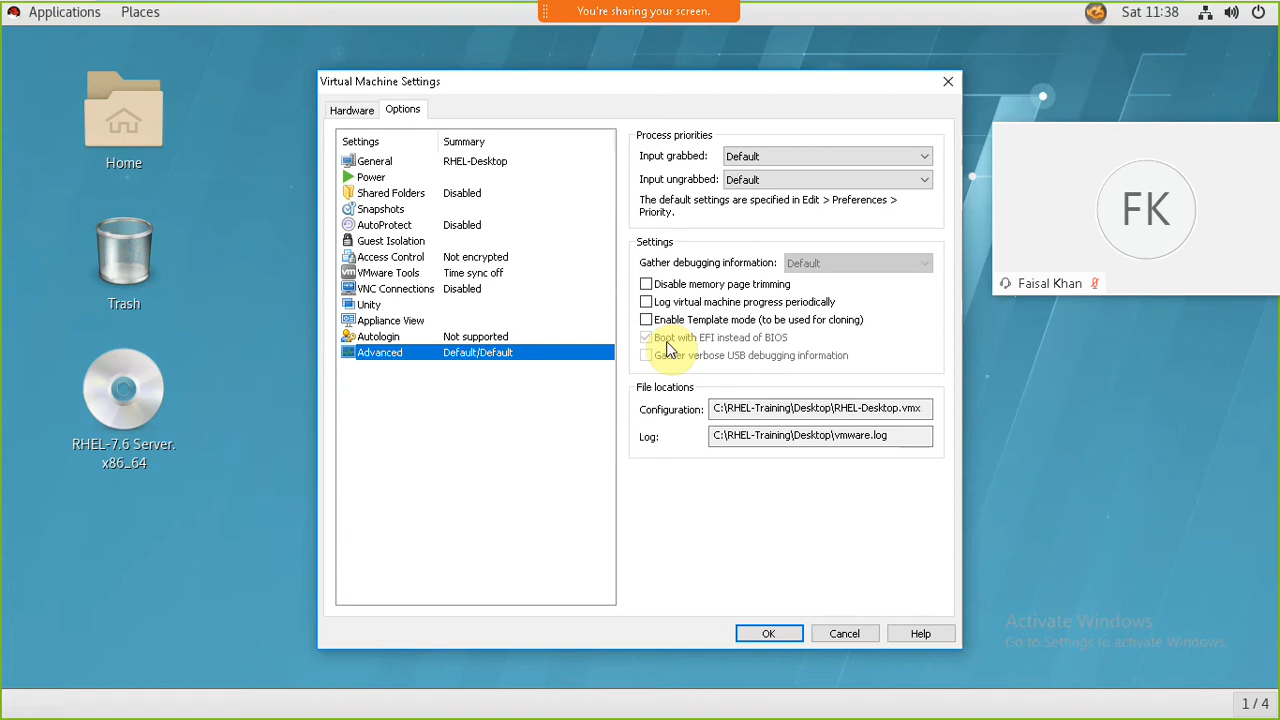 Applications Places
You're sharing your screen.
Sat 11:38
Home
Trash
RHEL-7.6 Server.
x86_64
Virtual Machine Settings
Hardware Options
Settings Summary
General RHEL-Desktop
Power
Shared Folders Disabled
Snapshots
AutoProtect Disabled
Guest Isolation
Access Control Not encrypted
vm VMware Tools Time sync off
VNC Connections Disabled
Unity
Appliance View
Autologin Not supported
Advanced Default/Default
Process priorities
Input grabbed: Default
Input ungrabbed: Default
The default settings are specified in Edit > Preferences >
Priority.
Settings
Gather debugging information: Default
Disable memory page trimming
Log virtual machine progress periodically
Enable Template mode (to be used for cloning)
Boot with EFI instead of BIOS
Gather verbose USB debugging information
File locations
Configuration: C:\RHEL-Training\Desktop\RHEL-Desktop.vmx
Log: C:\RHEL-Training\Desktop\vmware.log
OK Cancel Help
FK
Faisal Khan
Activate Windows
Go to Settings to activate Windows.
1 / 4